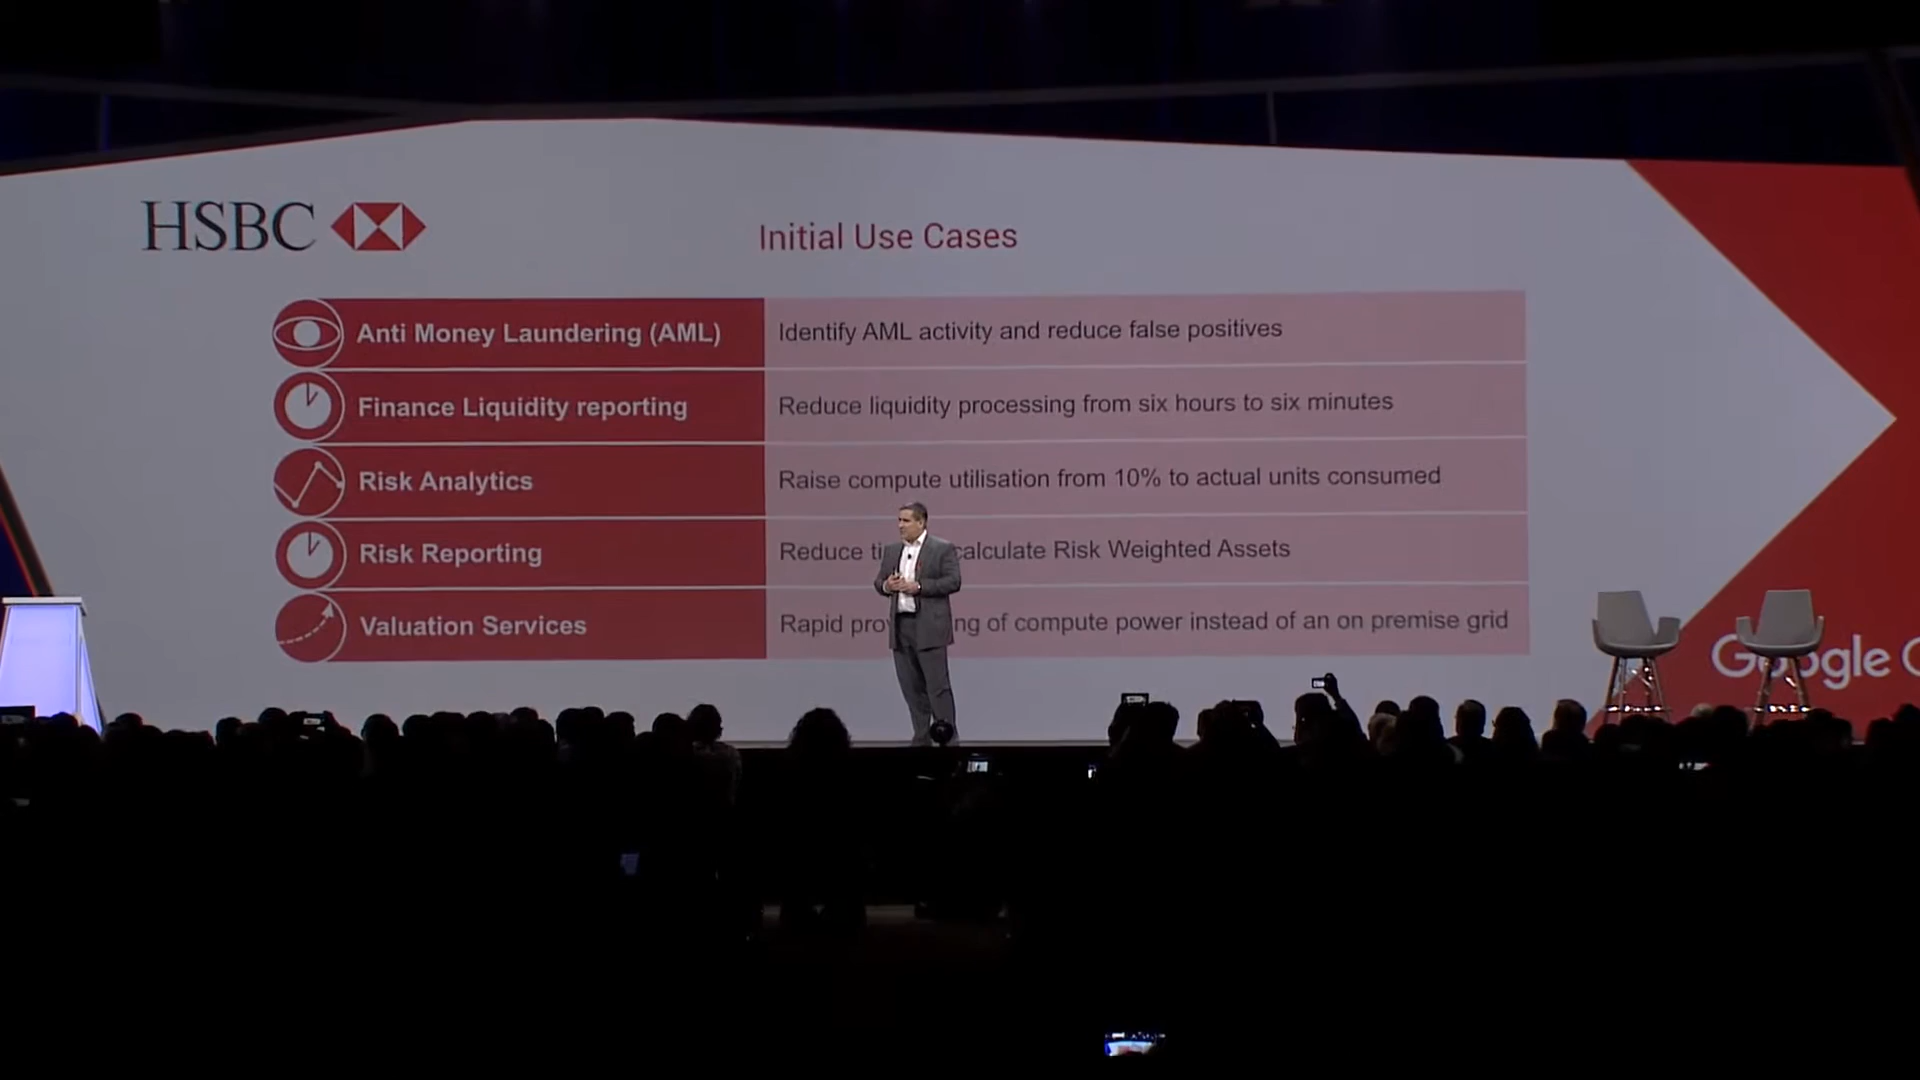 HSBC
Initial Use Cases
Anti Money Laundering (AML) Identify AML activity and reduce false positives
Finance Liquidity reporting Reduce liquidity processing from six hours to six minutes
Risk Analytics Raise compute utilisation from 10% to actual units consumed
Risk Reporting Reduce calculate Risk Weighted Assets
Valuation Services Rapid of compute power instead of an on premise grid
Google